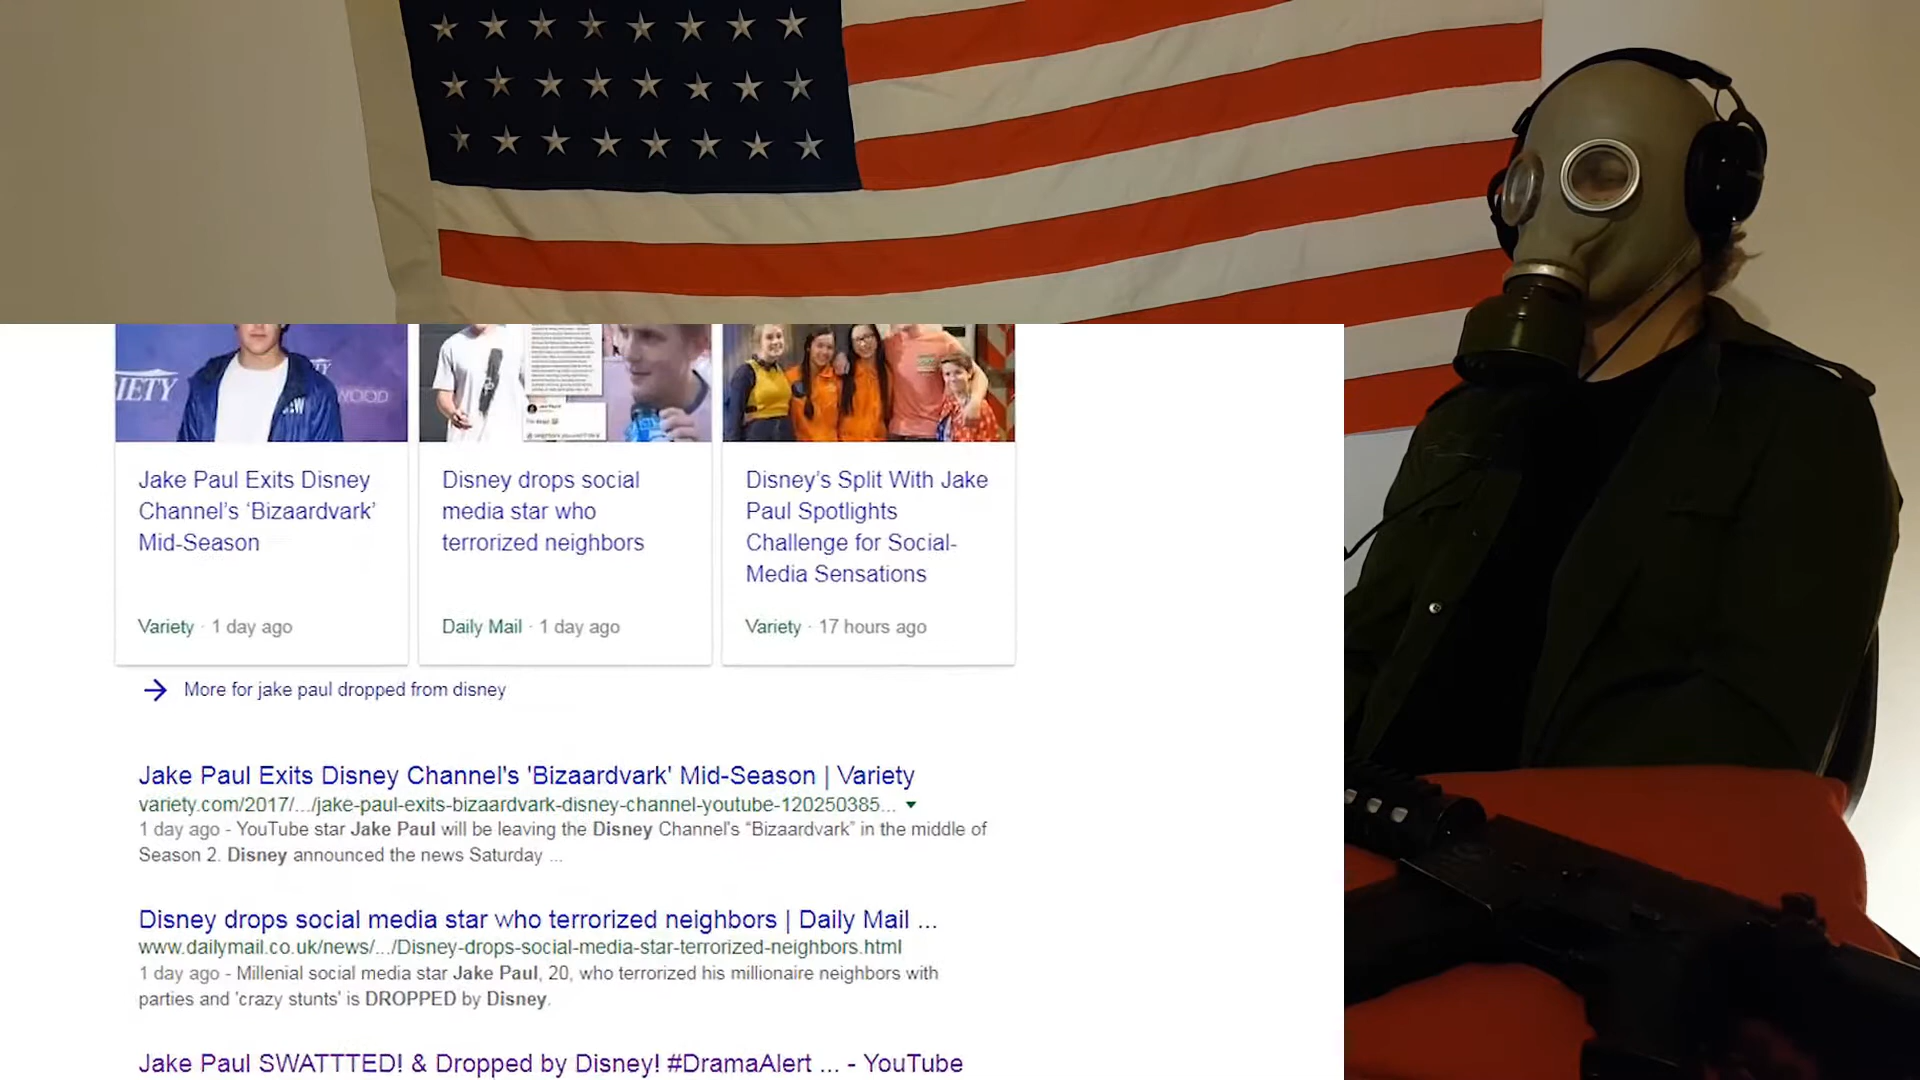 IETY
TY
WOOD
Jake Paul Exits Disney
Channel's ‘Bizaardvark’
Mid-Season
Variety · 1 day ago
Disney drops social
media star who
terrorized neighbors
Daily Mail · 1 day ago
Disney's Split With Jake
Paul Spotlights
Challenge for Social-
Media Sensations
Variety · 17 hours ago
More for jake paul dropped from disney
Jake Paul Exits Disney Channel's 'Bizaardvark' Mid-Season | Variety
variety.com/2017/.../jake-paul-exits-bizaardvark-disney-channel-youtube-120250385...
1 day ago - YouTube star Jake Paul will be leaving the Disney Channel's “Bizaardvark” in the middle of
Season 2. Disney announced the news Saturday ...
Disney drops social media star who terrorized neighbors | Daily Mail ...
www.dailymail.co.uk/news/.../Disney-drops-social-media-star-terrorized-neighbors.html
1 day ago - Millenial social media star Jake Paul, 20, who terrorized his millionaire neighbors with
parties and 'crazy stunts' is DROPPED by Disney.
Jake Paul SWATTTED! & Dropped by Disney! #DramaAlert ... - YouTube